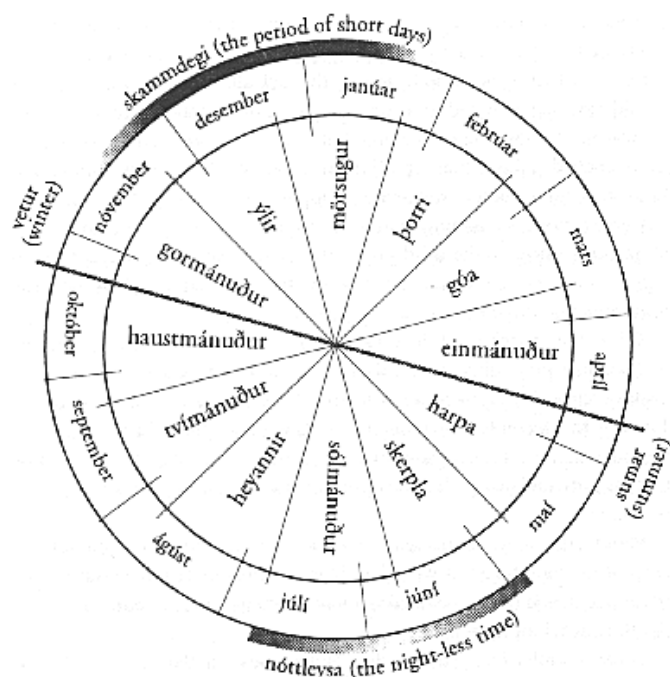 skammdegi (the period of short days)
janúar
febrúar
mars
apríl
maí
júní
júlí
ágúst
september
október
nóvember
desember
mörsugur
þorri
góa
einmánuður
harpa
skerpla
sólmánuður
heyannir
tvímánuður
haustmánuður
gormánuður
ýlir
vetur
(winter)
sumar
(summer)
nóttleysa (the night-less time)